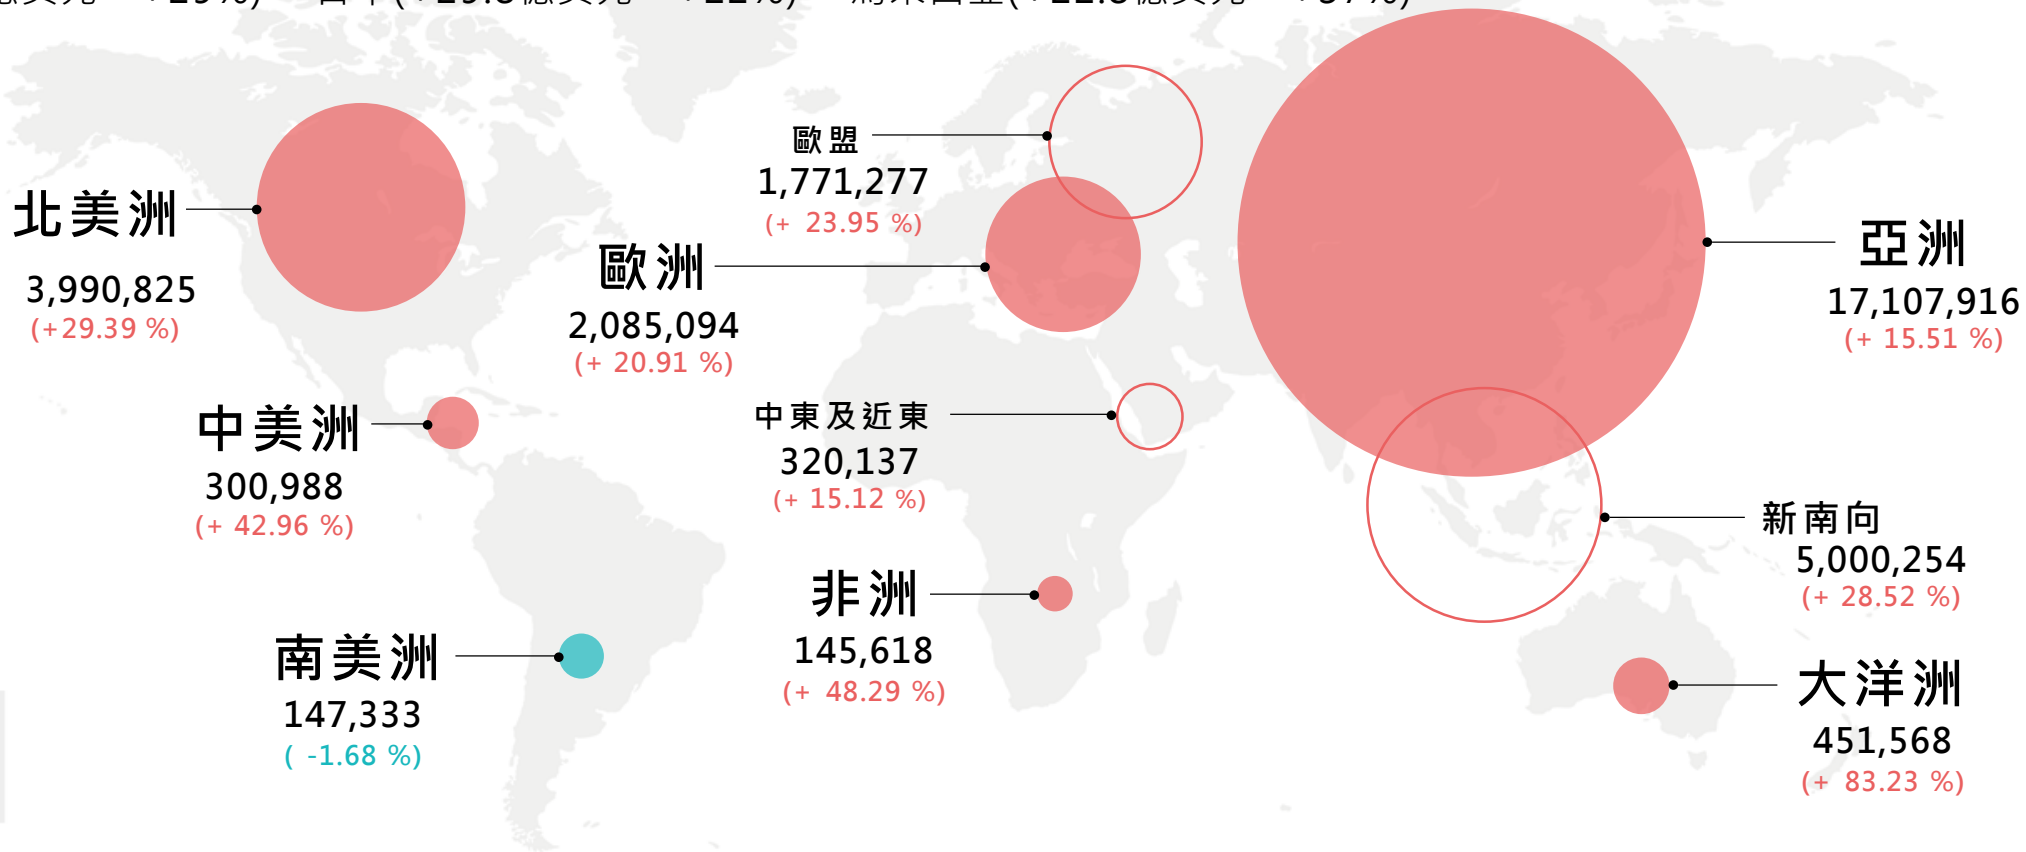 北美洲
3,990,825
(+29.39 %)
中美洲
300,988
(+ 42.96 %)
南美洲
147,333
( -1.68 %)
歐盟
1,771,277
(+ 23.95 %)
歐洲
2,085,094
(+ 20.91 %)
中東及近東
320,137
(+ 15.12 %)
非洲
145,618
(+ 48.29 %)
亞洲
17,107,916
(+ 15.51 %)
新南向
5,000,254
(+ 28.52 %)
大洋洲
451,568
(+ 83.23 %)